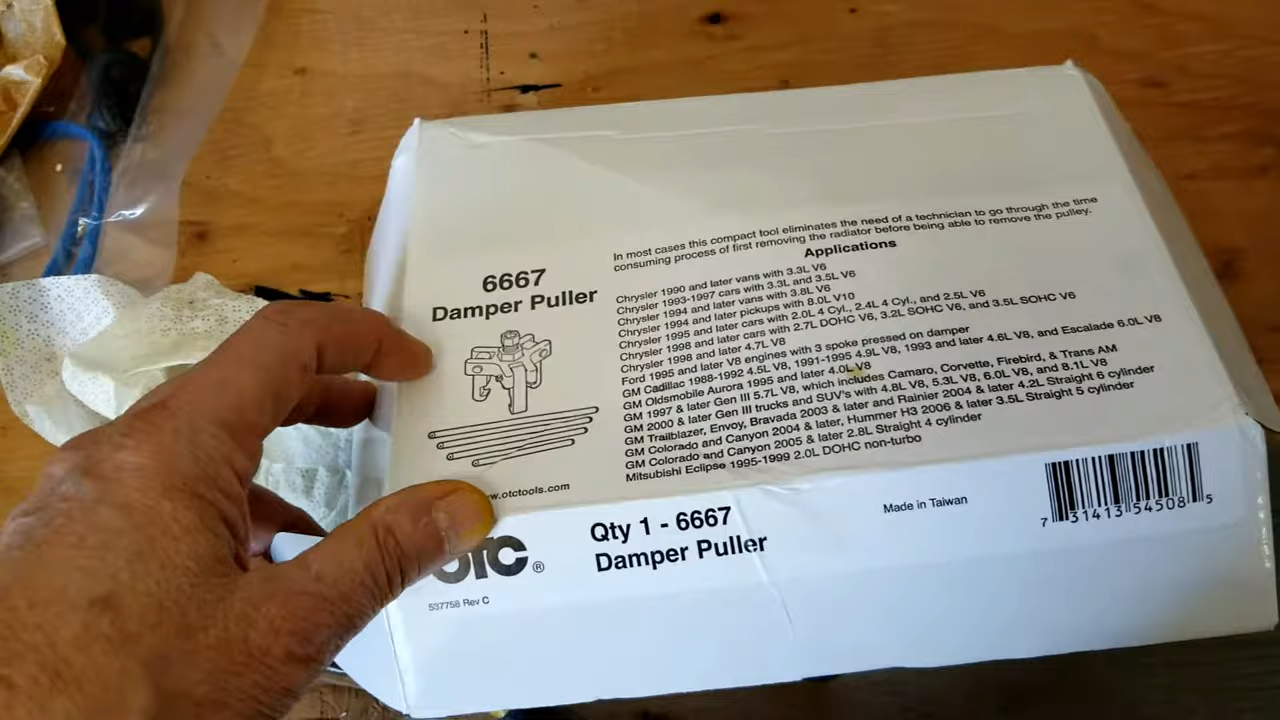 In most cases this compact tool eliminates the need of a technician to go through the time
consuming process of first removing the radiator before being able to remove the pulley.
Applications
6667
Damper Puller
Chrysler 1990 and later vans with 3.3L V6
Chrysler 1993-1997 cars with 3.3L and 3.5L V6
Chrysler 1994 and later vans with 3.8L V6
Chrysler 1994 and later pickups with 8.0L V10
Chrysler 1995 and later cars with 2.0L 4 Cyl., 2.4L 4 Cyl., and 2.5L V6
Chrysler 1998 and later cars with 2.7L DOHC V6, 3.2L SOHC V6, and 3.5L SOHC V6
Chrysler 1998 and later 4.7L V8
Ford 1995 and later V8 engines with 3 spoke pressed on damper
GM Cadillac 1988-1992 4.5L V8, 1991-1995 4.9L V8, 1993 and later 4.6L V8, and Escalade 6.0L V8
GM Oldsmobile Aurora 1995 and later 4.0L V8
GM 1997 & later Gen III 5.7L V8, which includes Camaro, Corvette, Firebird, & Trans AM
GM 2000 & later Gen III trucks and SUV's with 4.8L V8, 5.3L V8, 6.0L V8, and 8.1L V8
GM Trailblazer, Envoy, Bravada 2003 & later and Rainier 2004 & later 4.2L Straight 6 cylinder
GM Colorado and Canyon 2004 & later, Hummer H3 2006 & later 3.5L Straight 5 cylinder
GM Colorado and Canyon 2005 & later 2.8L Straight 4 cylinder
Mitsubishi Eclipse 1995-1999 2.0L DOHC non-turbo
w.otctools.com
Qty 1 - 6667
Damper Puller
Made in Taiwan
7 31413 54508 5
OTC®
537758 Rev C